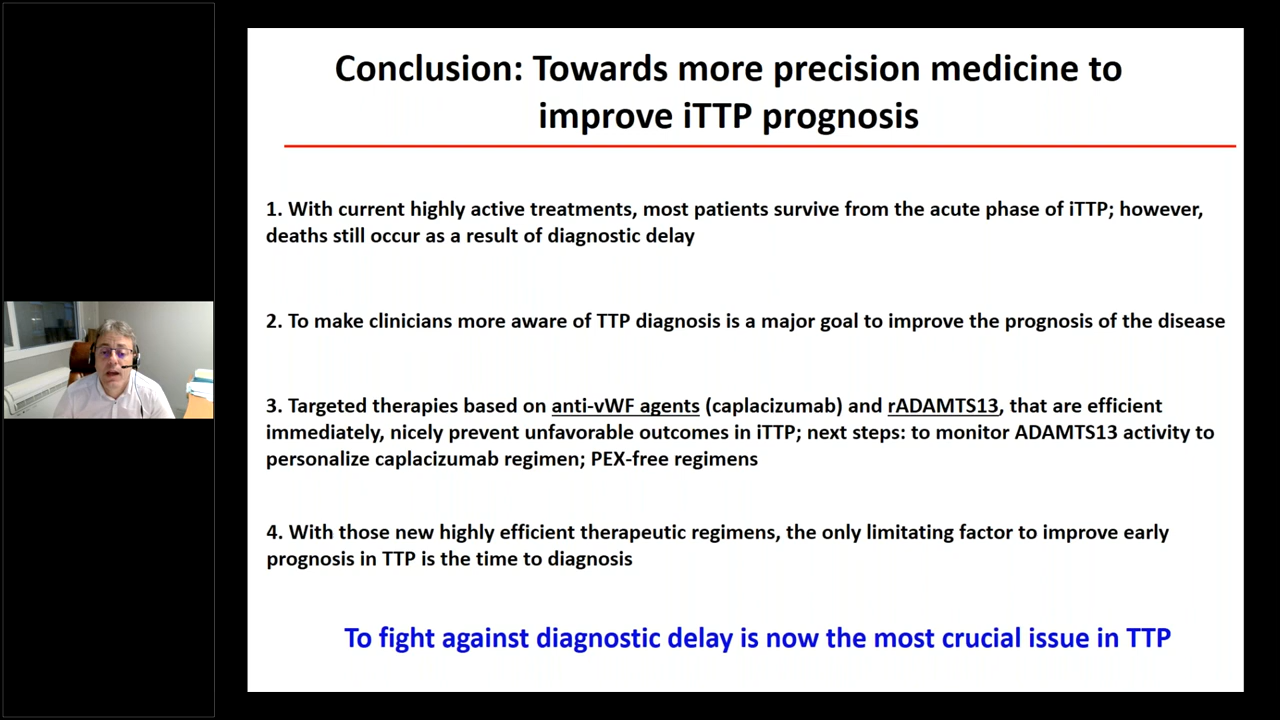 Conclusion: Towards more precision medicine to
improve iTTP prognosis
1. With current highly active treatments, most patients survive from the acute phase of iTTP; however,
deaths still occur as a result of diagnostic delay
2. To make clinicians more aware of TTP diagnosis is a major goal to improve the prognosis of the disease
3. Targeted therapies based on anti-vWF agents (caplacizumab) and rADAMTS13, that are efficient
immediately, nicely prevent unfavorable outcomes in iTTP; next steps: to monitor ADAMTS13 activity to
personalize caplacizumab regimen; PEX-free regimens
4. With those new highly efficient therapeutic regimens, the only limitating factor to improve early
prognosis in TTP is the time to diagnosis
To fight against diagnostic delay is now the most crucial issue in TTP